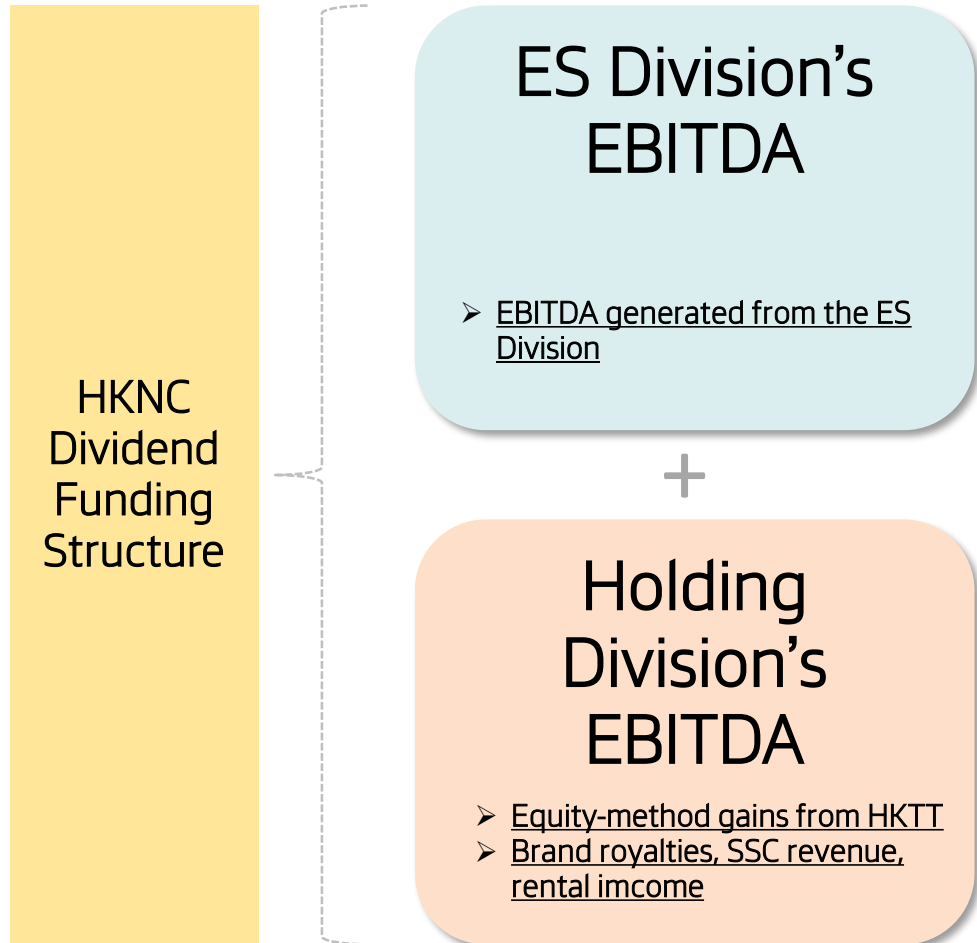 HKNC
Dividend
Funding
Structure
ES Division’s
EBITDA
➢ EBITDA generated from the ES
Division
+
Holding
Division’s
EBITDA
➢ Equity-method gains from HKTT
➢ Brand royalties, SSC revenue,
rental imcome